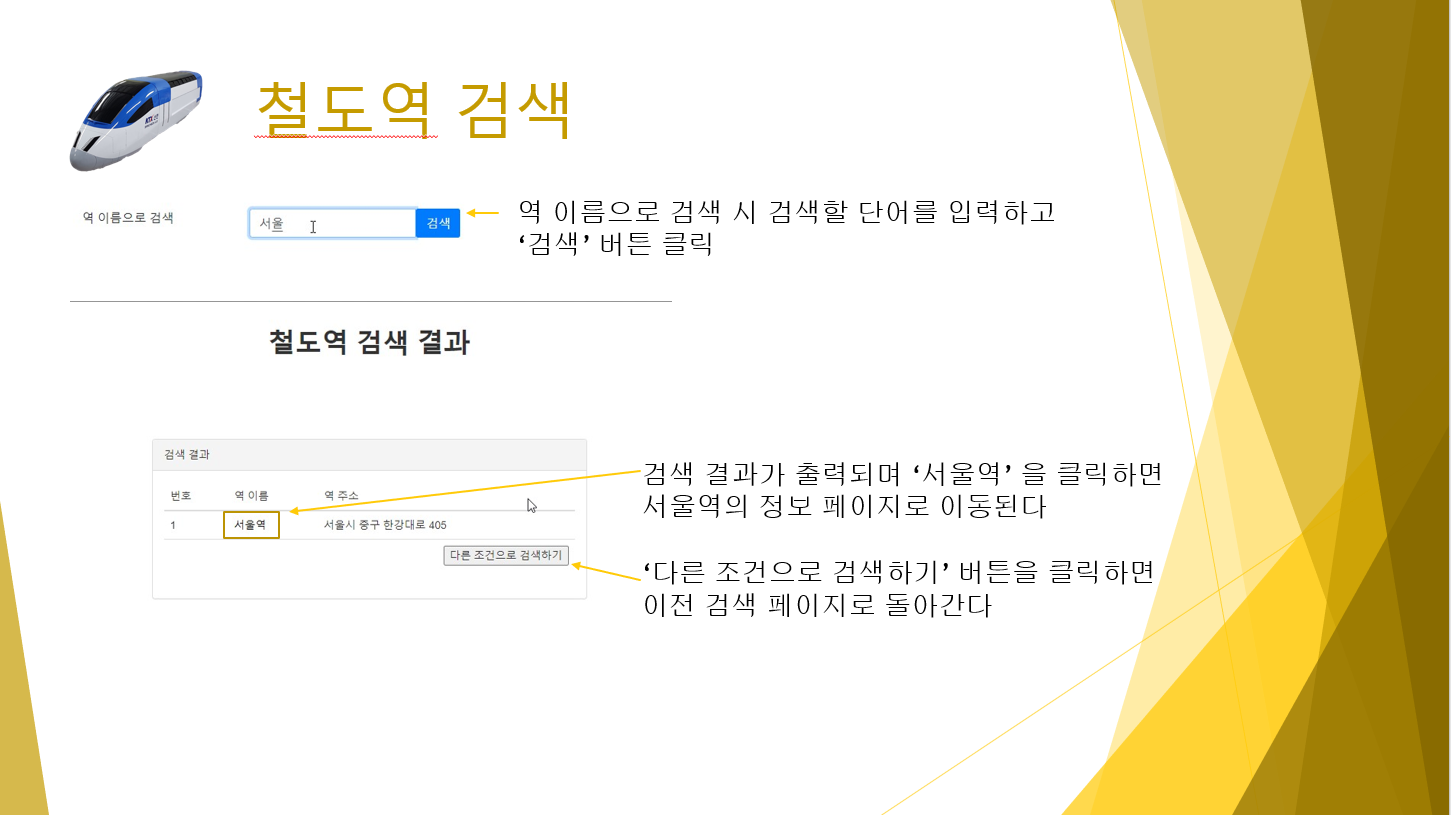 철도역 검색
역 이름으로 검색
서울
검색
역 이름으로 검색 시 검색할 단어를 입력하고
‘검색’ 버튼 클릭
철도역 검색 결과
검색 결과
번호 역 이름 역 주소
1 서울역 서울시 중구 한강대로 405
다른 조건으로 검색하기
검색 결과가 출력되며 ‘서울역’ 을 클릭하면
서울역의 정보 페이지로 이동된다
‘다른 조건으로 검색하기’ 버튼을 클릭하면
이전 검색 페이지로 돌아간다